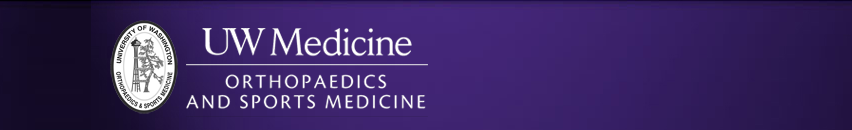 UNIVERSITY OF WASHINGTON
ORTHOPAEDICS & SPORTS MEDICINE
UW Medicine
ORTHOPAEDICS
AND SPORTS MEDICINE